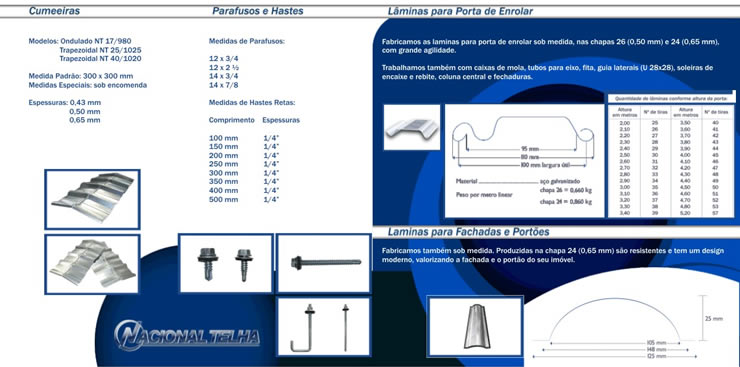 Cumeeiras
Modelos: Ondulado NT 17/980
Trapezoidal NT 25/1025
Trapezoidal NT 40/1020
Medida Padrão: 300 x 300 mm
Medidas Especiais: sob encomenda
Espessuras: 0,43 mm
0,50 mm
0,65 mm
NACIONAL TELHA
Parafusos e Hastes
Medidas de Parafusos:
12 x 3/4
12 x 2 ½
14 x 3/4
14 x 7/8
Medidas de Hastes Retas:
Comprimento Espessuras
100 mm 1/4"
150 mm 1/4"
200 mm 1/4"
250 mm 1/4"
300 mm 1/4"
350 mm 1/4"
400 mm 1/4"
500 mm 1/4"
Lâminas para Porta de Enrolar
Fabricamos as laminas para porta de enrolar sob medida, nas chapas 26 (0,50 mm) e 24 (0,65 mm),
com grande agilidade.
Trabalhamos também com caixas de mola, tubos para eixo, fita, guia laterais (U 28x28), soleiras de
encaixe e rebite, coluna central e fechaduras.
95 mm
110 mm
100 mm largura útil
Material ........ aço galvanizado
Peso por metro linear chapa 26 = 0,660 kg
chapa 24 = 0,860 kg
Quantidade de lâminas conforme altura da porta:
Altura em metros Nº de tiras Altura em metros Nº de tiras
2,00 25 3,50 40
2,10 26 3,60 41
2,20 27 3,70 42
2,30 28 3,80 43
2,40 29 3,90 44
2,50 30 4,00 45
2,60 31 4,10 46
2,70 32 4,20 47
2,80 33 4,30 48
2,90 34 4,40 49
3,00 35 4,50 50
3,10 36 4,60 51
3,20 37 4,70 52
3,30 38 4,80 53
3,40 39 5,20 57
Laminas para Fachadas e Portões
Fabricamos também sob medida. Produzidas na chapa 24 (0,65 mm) são resistentes e tem um design
moderno, valorizando a fachada e o portão do seu imóvel.
25 mm
105 mm
148 mm
125 mm